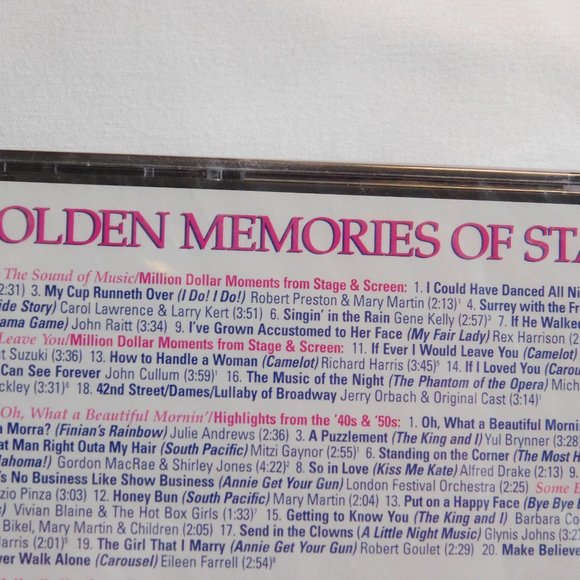 OLDEN MEMORIES OF STA
The Sound of Music/Million Dollar Moments from Stage & Screen: 1. I Could Have Danced All Ni
2:31) 3. My Cup Runneth Over (I Do! I Do!) Robert Preston & Mary Martin (2:13)¹ 4. Surrey with the Fr
ide Story) Carol Lawrence & Larry Kert (3:51) 6. Singin' in the Rain Gene Kelly (2:57)³ 7. If He Walked
ama Game) John Raitt (3:34) 9. I've Grown Accustomed to Her Face (My Fair Lady) Rex Harrison (2
Leave You/Million Dollar Moments from Stage & Screen: 11. If Ever I Would Leave You (Camelot)
t Suzuki (3:01) 13. How to Handle a Woman (Camelot) Richard Harris (3:45)⁵ 14. If I Loved You (Carou
Can See Forever John Cullum (3:59)¹ 16. The Music of the Night (The Phantom of the Opera) Mich
ckley (3:31)⁶ 18. 42nd Street/Dames/Lullaby of Broadway Jerry Orbach & Original Cast (3:14)¹
Oh, What a Beautiful Mornin'/Highlights from the '40s & '50s: 1. Oh, What a Beautiful Mornin
a Morra? (Finian's Rainbow) Julie Andrews (2:36) 3. A Puzzlement (The King and I) Yul Brynner (3:28
at Man Right Outa My Hair (South Pacific) Mitzi Gaynor (2:55)¹ 6. Standing on the Corner (The Most H
lahoma!) Gordon MacRae & Shirley Jones (4:22)² 8. So in Love (Kiss Me Kate) Alfred Drake (2:13) 9.
's No Business Like Show Business (Annie Get Your Gun) London Festival Orchestra (2:25) Some E
zio Pinza (3:02) 12. Honey Bun (South Pacific) Mary Martin (2:04) 13. Put on a Happy Face (Bye Bye B
s) Vivian Blaine & The Hot Box Girls (3:37) 15. Getting to Know You (The King and I) Barbara Co
Bikel, Mary Martin & Children (2:05) 17. Send in the Clowns (A Little Night Music) Glynis Johns (3:27
arris (2:01)⁵ 19. The Girl That I Marry (Annie Get Your Gun) Robert Goulet (2:29) 20. Make Believe
ver Walk Alone (Carousel) Eileen Farrell (2:54)⁸